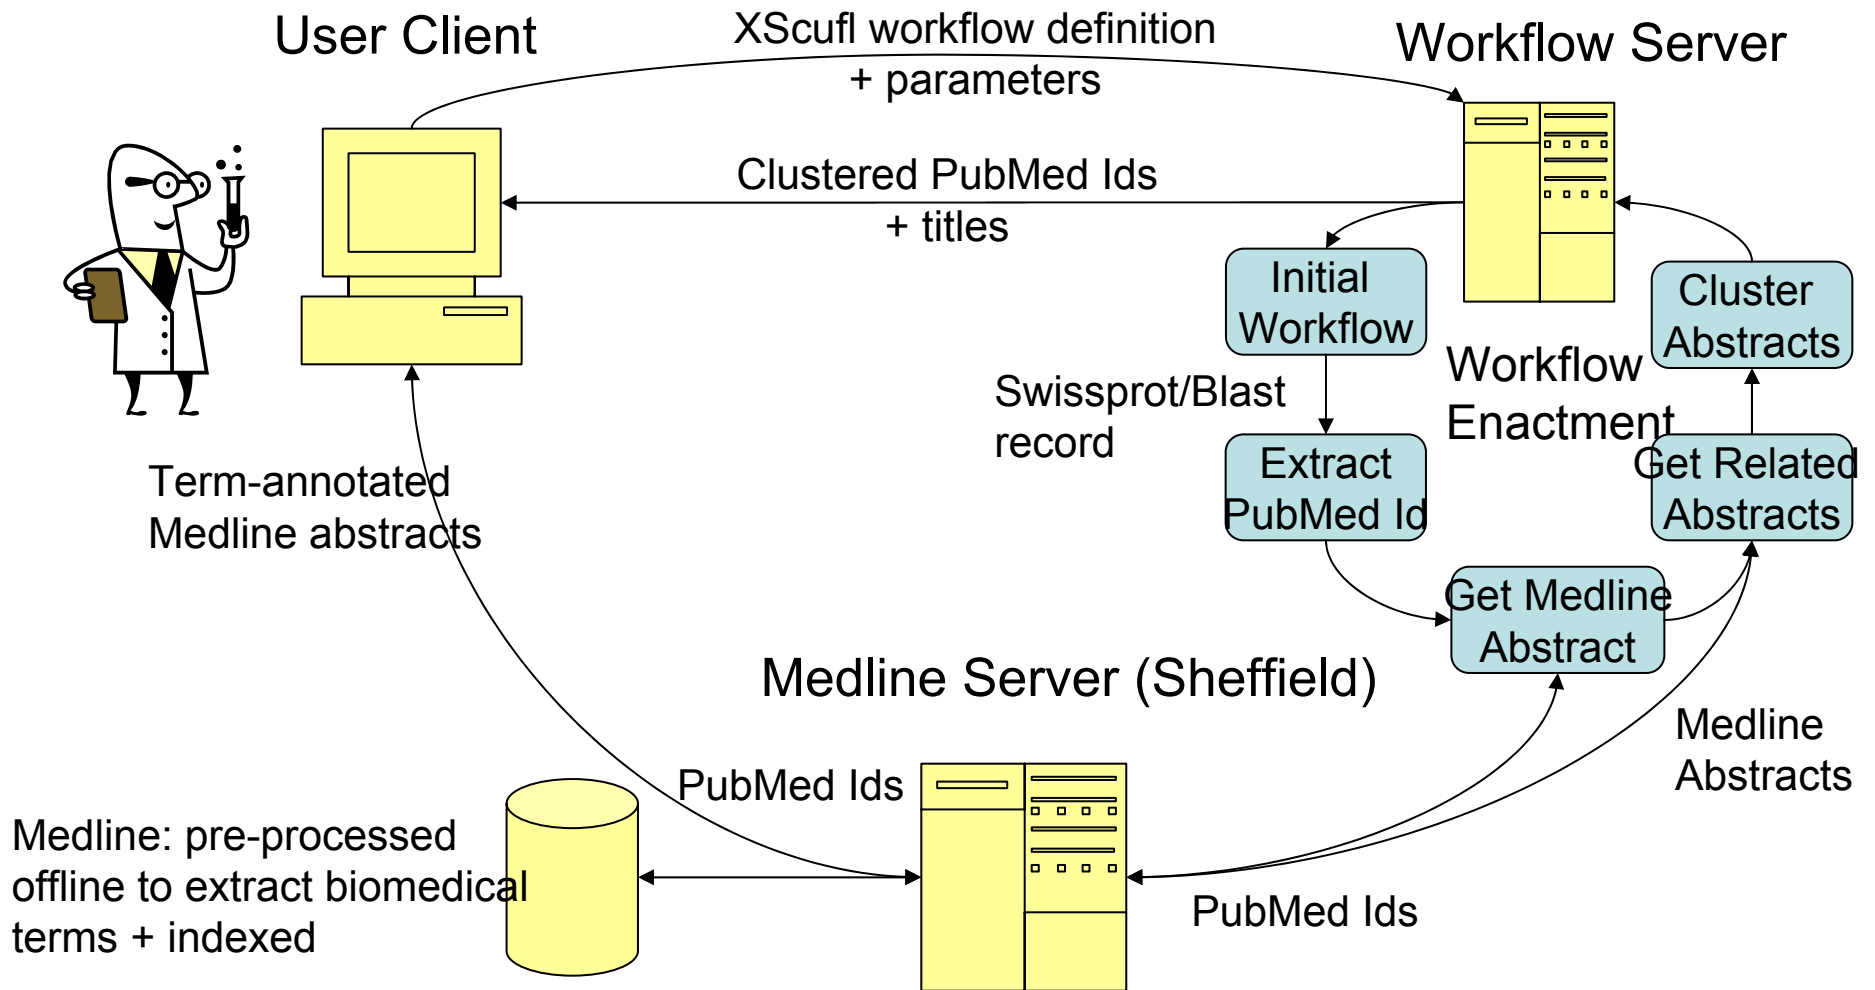 User Client
XScufl workflow definition
+ parameters
Workflow Server
Clustered PubMed Ids
+ titles
Initial
Workflow
Cluster
Abstracts
Workflow
Enactment
Swissprot/Blast
record
Extract
PubMed Id
Get Related
Abstracts
Term-annotated
Medline abstracts
Get Medline
Abstract
Medline Server (Sheffield)
Medline
Abstracts
PubMed Ids
Medline: pre-processed
offline to extract biomedical
terms + indexed
PubMed Ids